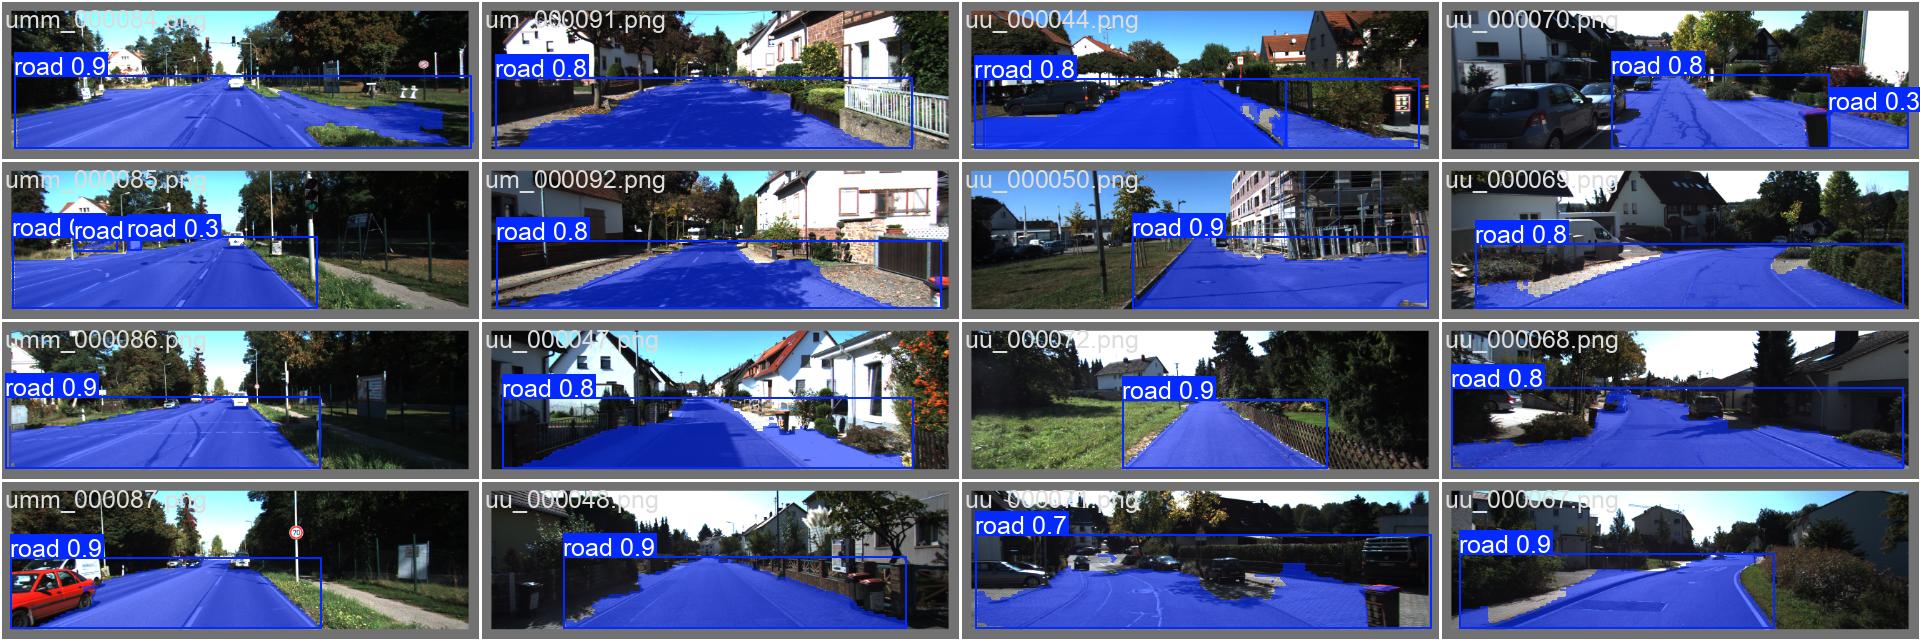 umm_000084.png
road 0.9
um_000091.png
road 0.8
uu_000044.png
rroad 0.8
uu_000070.png
road 0.8
road 0.3
umm_000085.png
road (
road
road 0.3
um_000092.png
road 0.8
uu_000050.png
road 0.9
uu_000069.png
road 0.8
umm_000086.png
road 0.9
uu_000047.png
road 0.8
uu_000072.png
road 0.9
uu_000068.png
road 0.8
umm_000087.png
road 0.9
70
uu_000048.png
road 0.9
uu_000071.png
road 0.7
uu_000067.png
road 0.9